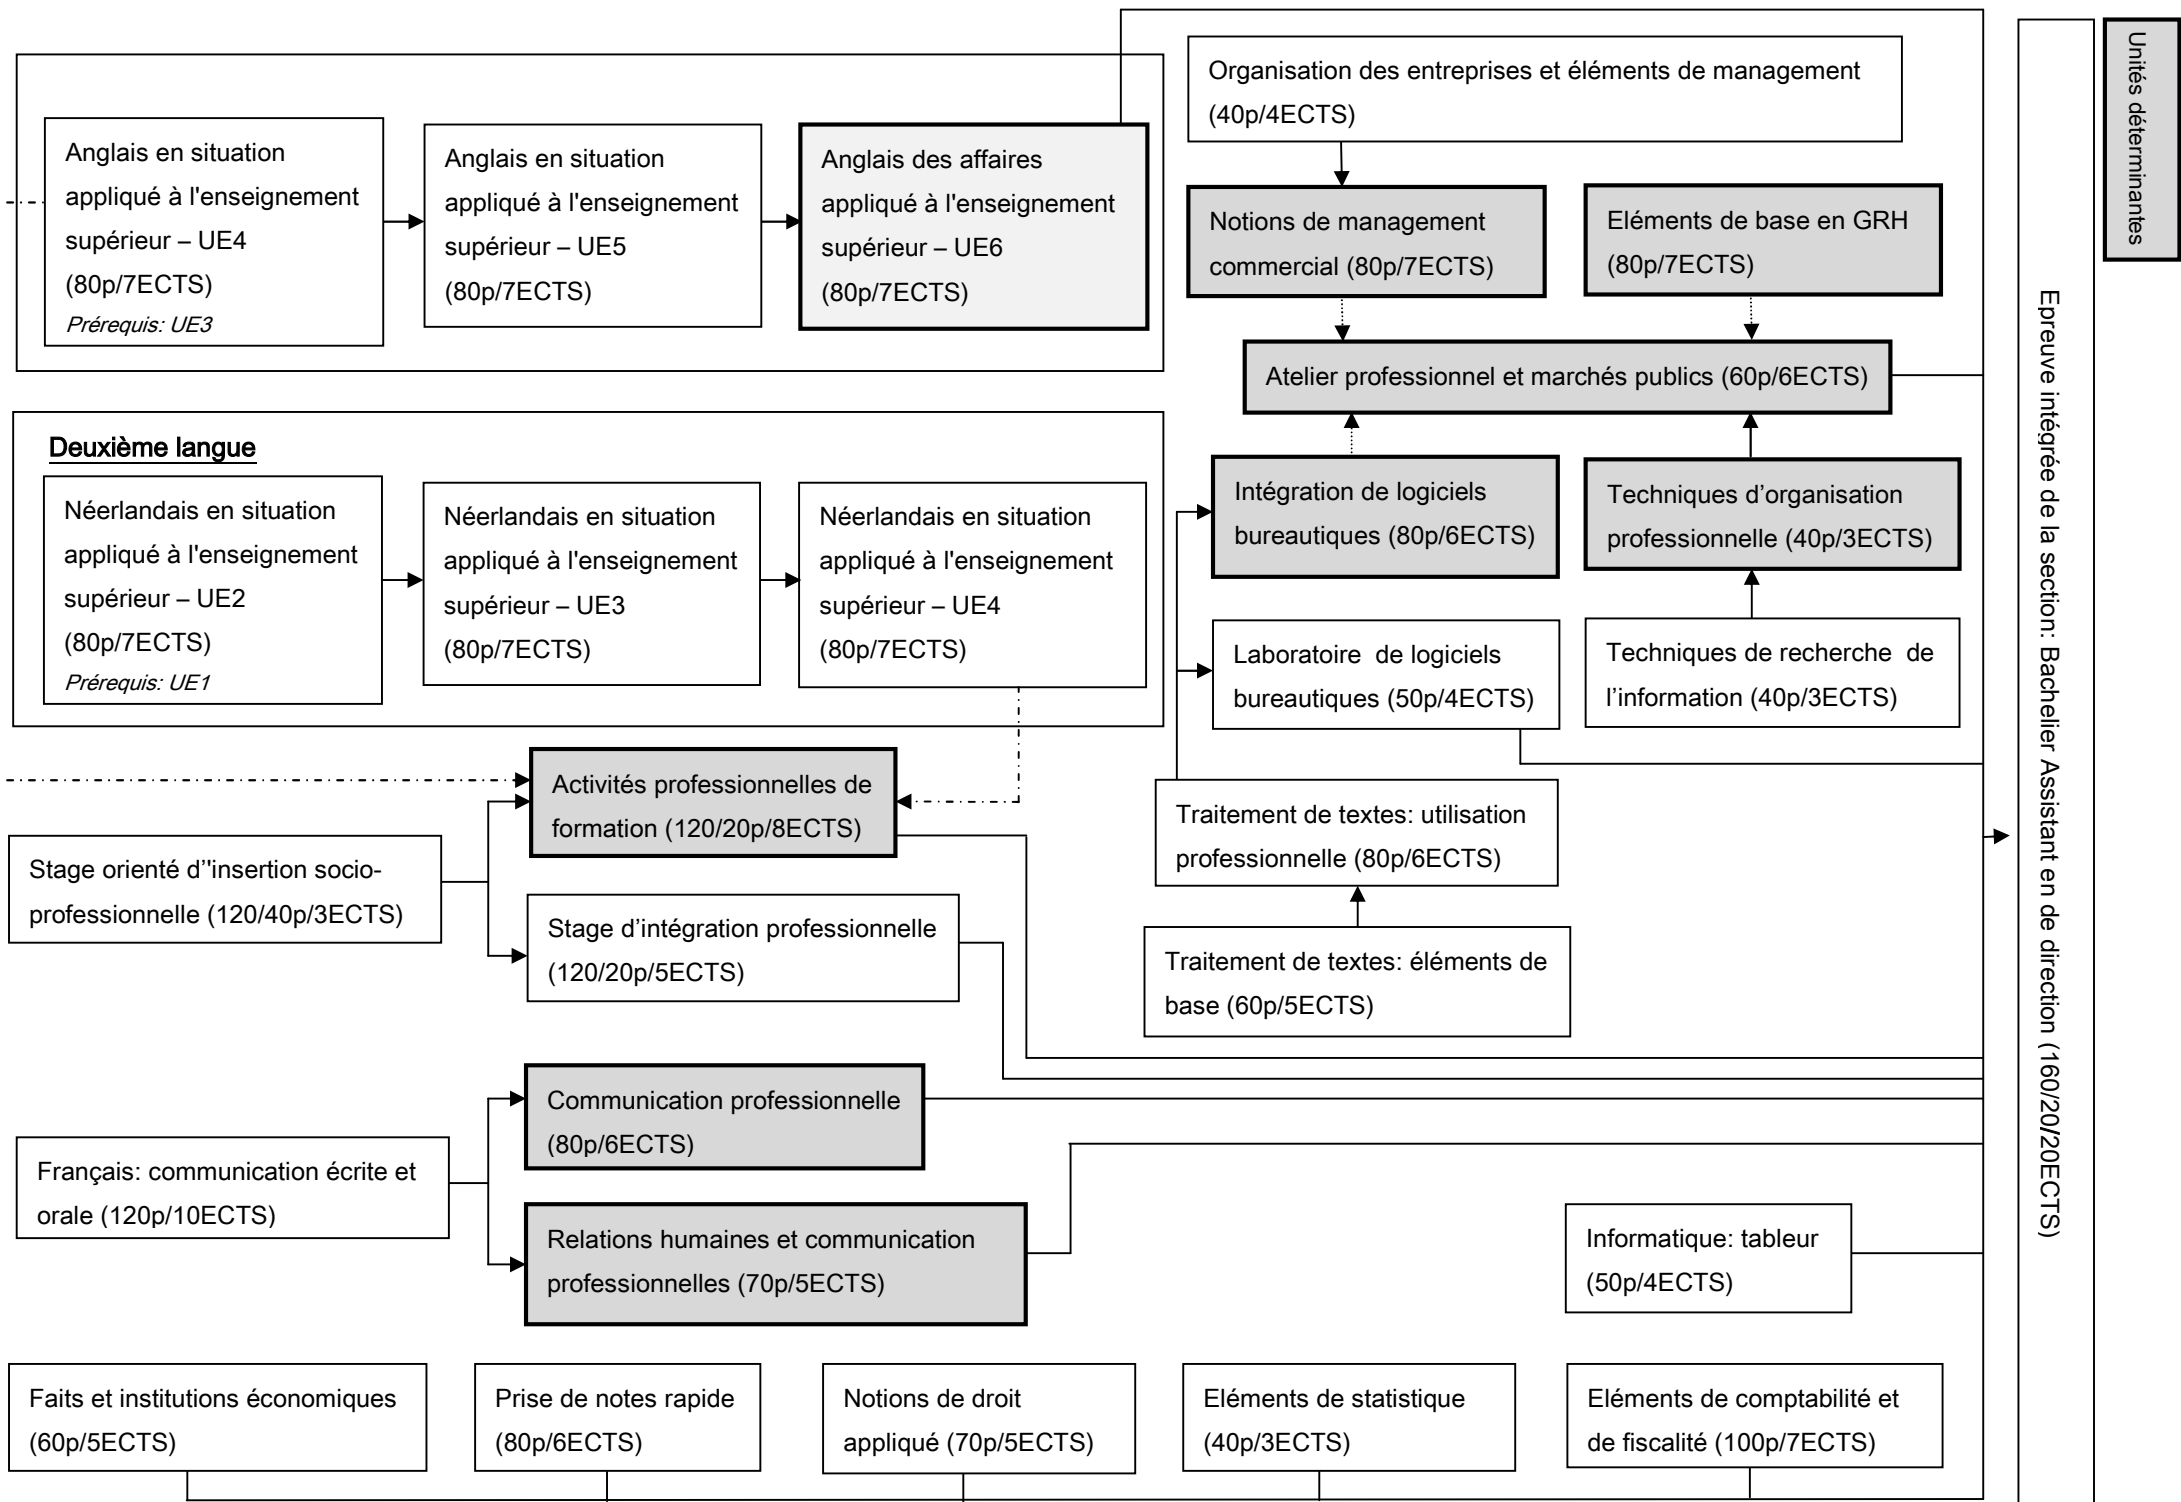 Anglais en situation
appliqué à l'enseignement
supérieur – UE4
(80p/7ECTS)
Prérequis: UE3
Anglais en situation
appliqué à l'enseignement
supérieur – UE5
(80p/7ECTS)
Anglais des affaires
appliqué à l'enseignement
supérieur – UE6
(80p/7ECTS)
Organisation des entreprises et éléments de management
(40p/4ECTS)
Notions de management
commercial (80p/7ECTS)
Eléments de base en GRH
(80p/7ECTS)
Atelier professionnel et marchés publics (60p/6ECTS)
Deuxième langue
Néerlandais en situation
appliqué à l'enseignement
supérieur – UE2
(80p/7ECTS)
Prérequis: UE1
Néerlandais en situation
appliqué à l'enseignement
supérieur – UE3
(80p/7ECTS)
Néerlandais en situation
appliqué à l'enseignement
supérieur – UE4
(80p/7ECTS)
Intégration de logiciels
bureautiques (80p/6ECTS)
Techniques d’organisation
professionnelle (40p/3ECTS)
Laboratoire de logiciels
bureautiques (50p/4ECTS)
Techniques de recherche de
l’information (40p/3ECTS)
Activités professionnelles de
formation (120/20p/8ECTS)
Traitement de textes: utilisation
professionnelle (80p/6ECTS)
Stage orienté d''insertion socio-
professionnelle (120/40p/3ECTS)
Stage d’intégration professionnelle
(120/20p/5ECTS)
Traitement de textes: éléments de
base (60p/5ECTS)
Communication professionnelle
(80p/6ECTS)
Français: communication écrite et
orale (120p/10ECTS)
Relations humaines et communication
professionnelles (70p/5ECTS)
Informatique: tableur
(50p/4ECTS)
Faits et institutions économiques
(60p/5ECTS)
Prise de notes rapide
(80p/6ECTS)
Notions de droit
appliqué (70p/5ECTS)
Eléments de statistique
(40p/3ECTS)
Eléments de comptabilité et
de fiscalité (100p/7ECTS)
Epreuve intégrée de la section: Bachelier Assistant en de direction (160/20/20ECTS)
Unités déterminantes